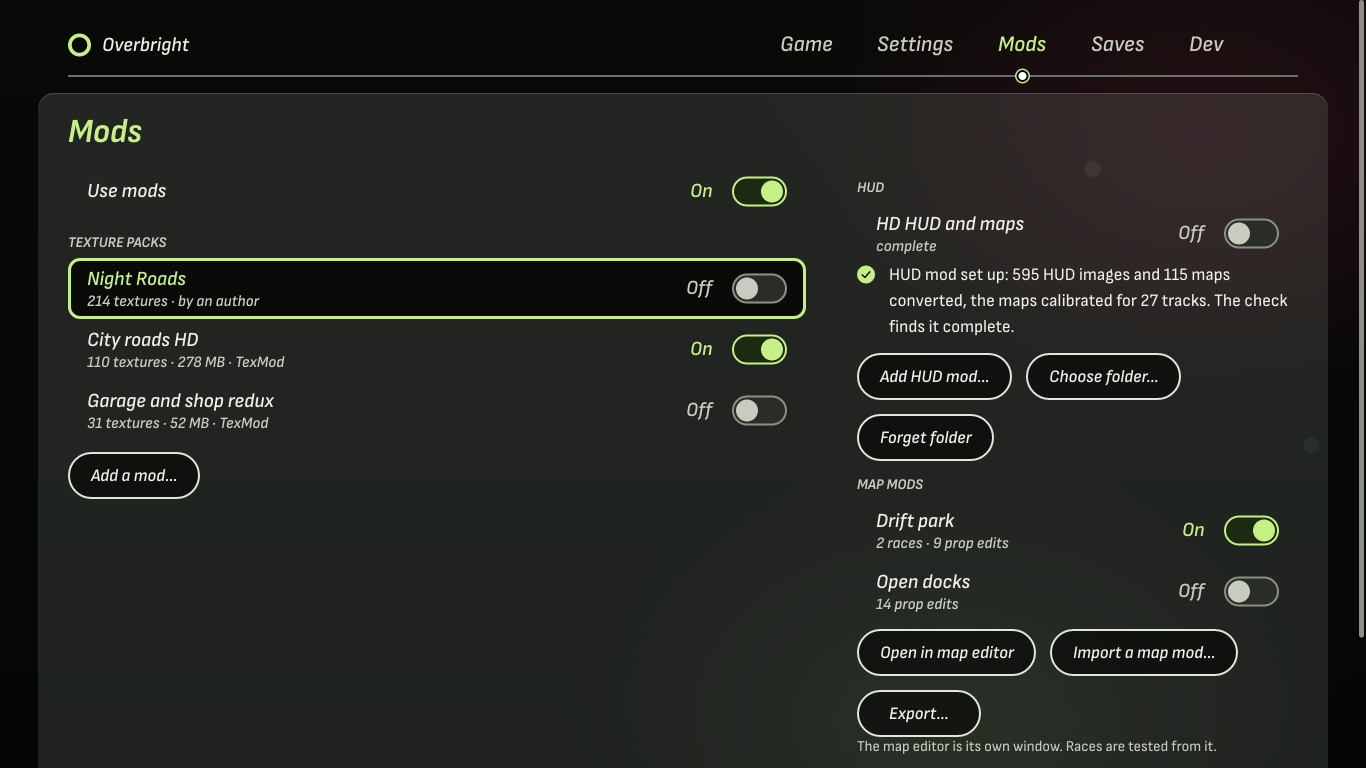 Overbright
Game
Settings
Mods
Saves
Dev
Mods
Use mods
On
TEXTURE PACKS
Night Roads
214 textures · by an author
Off
City roads HD
110 textures · 278 MB · TexMod
On
Garage and shop redux
31 textures · 52 MB · TexMod
Off
Add a mod...
HUD
HD HUD and maps
complete
Off
HUD mod set up: 595 HUD images and 115 maps
converted, the maps calibrated for 27 tracks. The check
finds it complete.
Add HUD mod...
Choose folder...
Forget folder
MAP MODS
Drift park
2 races · 9 prop edits
On
Open docks
14 prop edits
Off
Open in map editor
Import a map mod...
Export...
The map editor is its own window. Races are tested from it.